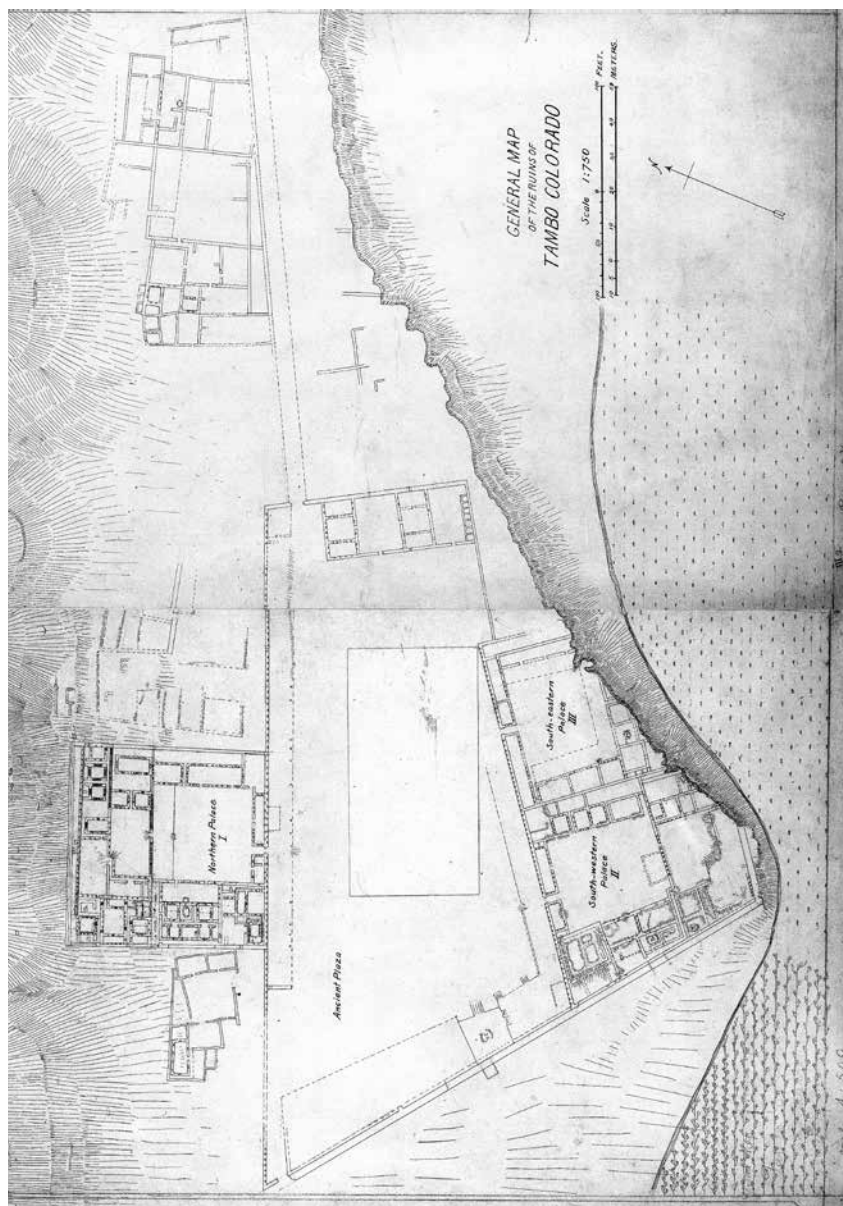 GENERAL MAP
OF THE RUINS OF
TAMBO COLORADO
Scale 1:750
FEET.
METERS.
N
Northern Palace
I
Ancient Plaza
South-eastern
Palace
III
South-western
Palace
II